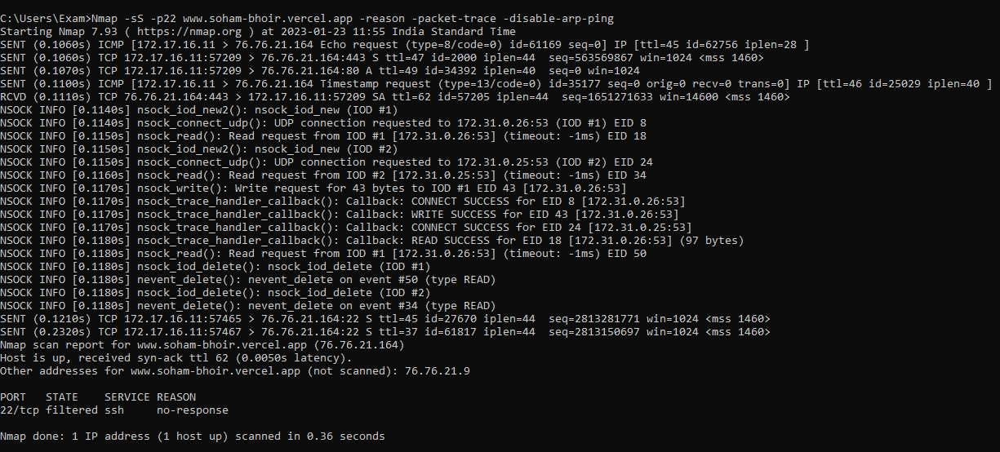 C:\Users\Exam>Nmap -sS -p22 www.soham-bhoir.vercel.app -reason -packet-trace -disable-arp-ping
Starting Nmap 7.93 ( https://nmap.org ) at 2023-01-23 11:55 India Standard Time
SENT (0.1060s) ICMP [172.17.16.11 > 76.76.21.164 Echo request (type=8/code=0) id=61169 seq=0] IP [ttl=45 id=62756 iplen=28 ]
SENT (0.1060s) TCP 172.17.16.11:57209 > 76.76.21.164:443 S ttl=47 id=2000 iplen=44  seq=563569867 win=1024 <mss 1460>
SENT (0.1070s) TCP 172.17.16.11:57209 > 76.76.21.164:80 A ttl=49 id=34392 iplen=40  seq=0 win=1024
SENT (0.1100s) ICMP [172.17.16.11 > 76.76.21.164 Timestamp request (type=13/code=0) id=35177 seq=0 orig=0 recv=0 trans=0] IP [ttl=46 id=25029 iplen=40 ]
RCVD (0.1110s) TCP 76.76.21.164:443 > 172.17.16.11:57209 SA ttl=62 id=57205 iplen=44  seq=1651271633 win=14600 <mss 1460>
NSOCK INFO [0.1140s] nsock_iod_new2(): nsock_iod_new (IOD #1)
NSOCK INFO [0.1140s] nsock_connect_udp(): UDP connection requested to 172.31.0.26:53 (IOD #1) EID 8
NSOCK INFO [0.1150s] nsock_read(): Read request from IOD #1 [172.31.0.26:53] (timeout: -1ms) EID 18
NSOCK INFO [0.1150s] nsock_iod_new2(): nsock_iod_new (IOD #2)
NSOCK INFO [0.1150s] nsock_connect_udp(): UDP connection requested to 172.31.0.25:53 (IOD #2) EID 24
NSOCK INFO [0.1160s] nsock_read(): Read request from IOD #2 [172.31.0.25:53] (timeout: -1ms) EID 34
NSOCK INFO [0.1170s] nsock_write(): Write request for 43 bytes to IOD #1 EID 43 [172.31.0.26:53]
NSOCK INFO [0.1170s] nsock_trace_handler_callback(): Callback: CONNECT SUCCESS for EID 8 [172.31.0.26:53]
NSOCK INFO [0.1170s] nsock_trace_handler_callback(): Callback: WRITE SUCCESS for EID 43 [172.31.0.26:53]
NSOCK INFO [0.1170s] nsock_trace_handler_callback(): Callback: CONNECT SUCCESS for EID 24 [172.31.0.25:53]
NSOCK INFO [0.1180s] nsock_trace_handler_callback(): Callback: READ SUCCESS for EID 18 [172.31.0.26:53] (97 bytes)
NSOCK INFO [0.1180s] nsock_read(): Read request from IOD #1 [172.31.0.26:53] (timeout: -1ms) EID 50
NSOCK INFO [0.1180s] nsock_iod_delete(): nsock_iod_delete (IOD #1)
NSOCK INFO [0.1180s] nevent_delete(): nevent_delete on event #50 (type READ)
NSOCK INFO [0.1180s] nsock_iod_delete(): nsock_iod_delete (IOD #2)
NSOCK INFO [0.1180s] nevent_delete(): nevent_delete on event #34 (type READ)
SENT (0.1210s) TCP 172.17.16.11:57465 > 76.76.21.164:22 S ttl=45 id=27670 iplen=44  seq=2813281771 win=1024 <mss 1460>
SENT (0.2320s) TCP 172.17.16.11:57467 > 76.76.21.164:22 S ttl=37 id=61817 iplen=44  seq=2813150697 win=1024 <mss 1460>
Nmap scan report for www.soham-bhoir.vercel.app (76.76.21.164)
Host is up, received syn-ack ttl 62 (0.0050s latency).
Other addresses for www.soham-bhoir.vercel.app (not scanned): 76.76.21.9
PORT   STATE    SERVICE REASON
22/tcp filtered ssh     no-response
Nmap done: 1 IP address (1 host up) scanned in 0.36 seconds